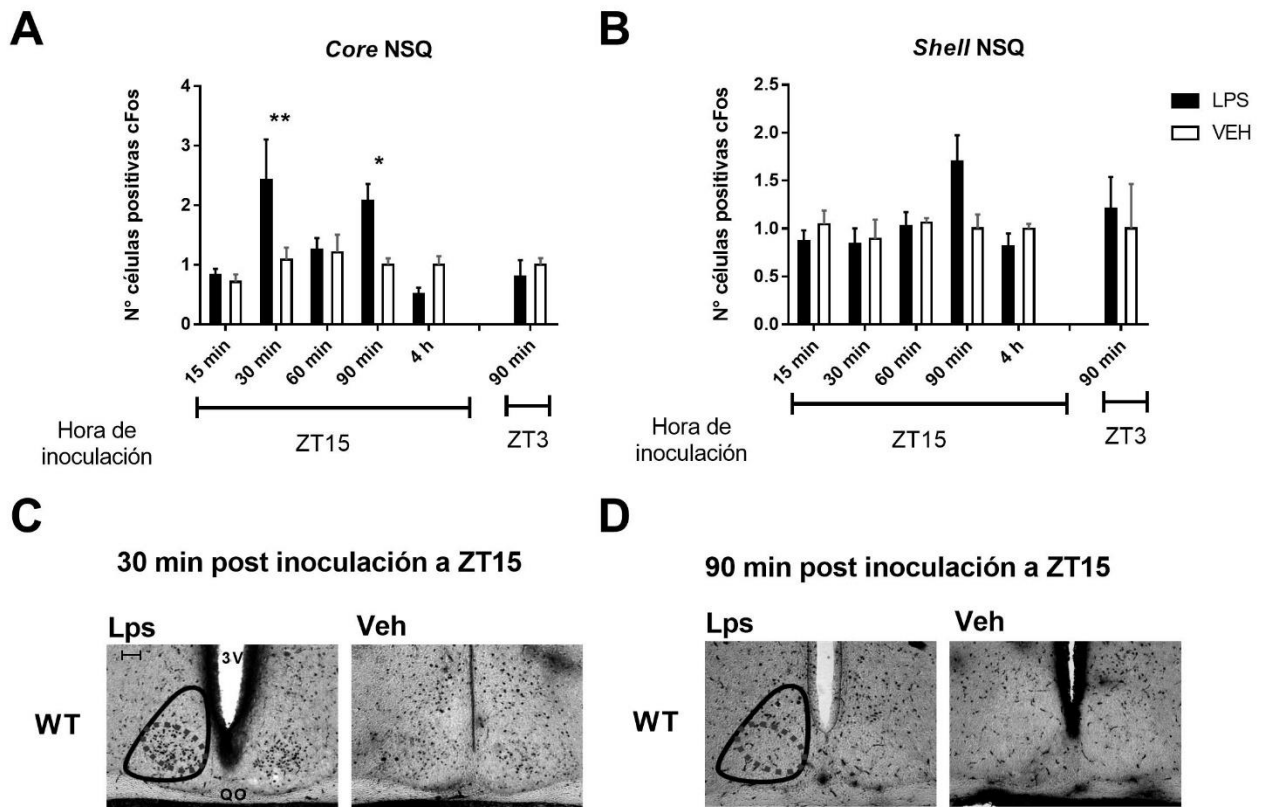 A
Core NSQ
N° células positivas cFos
4
3
2
1
0
**
*
15 min
30 min
60 min
90 min
4 h
90 min
Hora de
inoculación
ZT15
ZT3
B
Shell NSQ
N° células positivas cFos
2.5
2.0
1.5
1.0
0.5
0.0
LPS
VEH
15 min
30 min
60 min
90 min
4 h
90 min
Hora de
inoculación
ZT15
ZT3
C
30 min post inoculación a ZT15
Lps
Veh
WT
3V
QO
D
90 min post inoculación a ZT15
Lps
Veh
WT